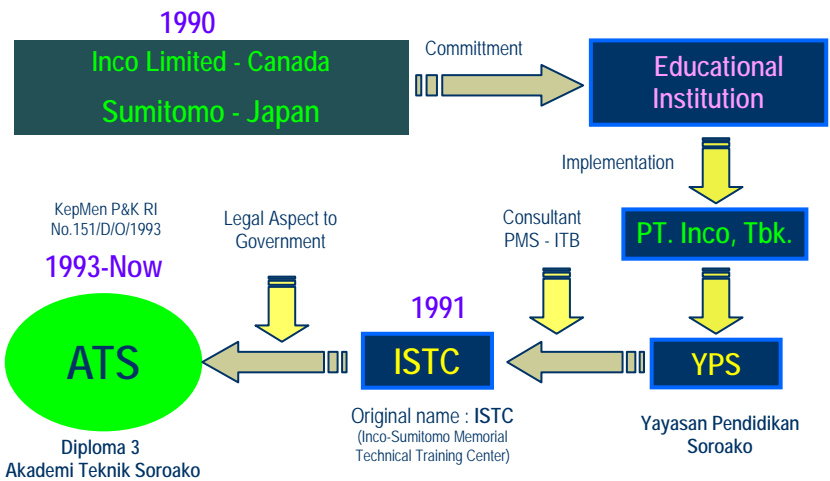 1990
Inco Limited - Canada
Sumitomo - Japan
Committment
Educational
Institution
Implementation
PT. Inco, Tbk.
KepMen P&K RI
No.151/D/O/1993
1993-Now
Legal Aspect to
Government
Consultant
PMS - ITB
1991
ATS
ISTC
YPS
Diploma 3
Akademi Teknik Soroako
Original name : ISTC
(Inco-Sumitomo Memorial
Technical Training Center)
Yayasan Pendidikan
Soroako